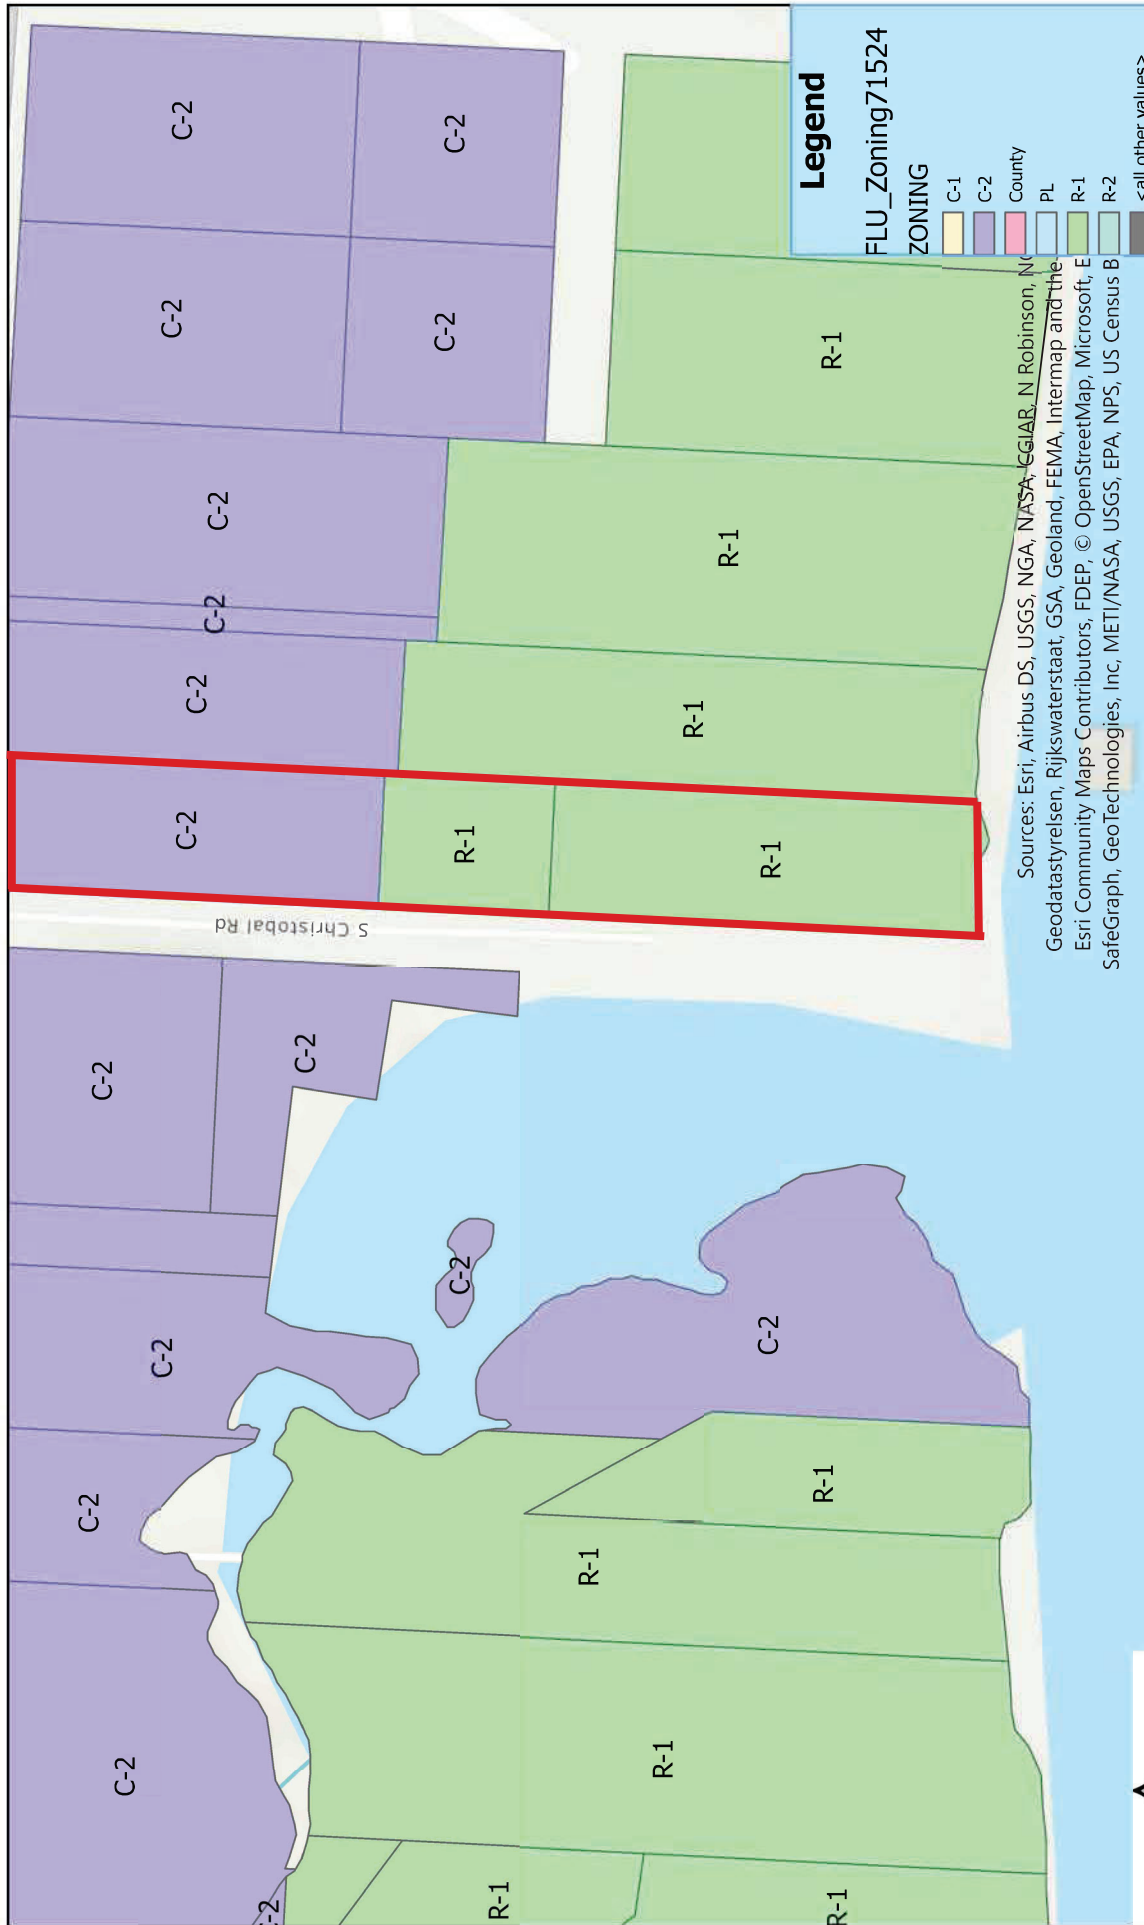 C-2
C-2
C-2
C-2
C-2
C-2
C-2
C-2
R-1
R-1
R-1
R-1
R-1
S Christobal Rd
C-2
C-2
C-2
C-2
C-2
C-2
C-2
R-1
R-1
R-1
R-1
R-1
Legend
FLU_Zoning71524
ZONING
C-1
C-2
County
PL
R-1
R-2
<all other values>
Sources: Esri, Airbus DS, USGS, NGA, NASA, CGIAR, N Robinson,
Geodatastyrelsen, Rijkswaterstaat, GSA, Geoland, FEMA, Intermap and the
Esri Community Maps Contributors, FDEP, © OpenStreetMap, Microsoft, E
SafeGraph, GeoTechnologies, Inc, METI/NASA, USGS, EPA, NPS, US Census B